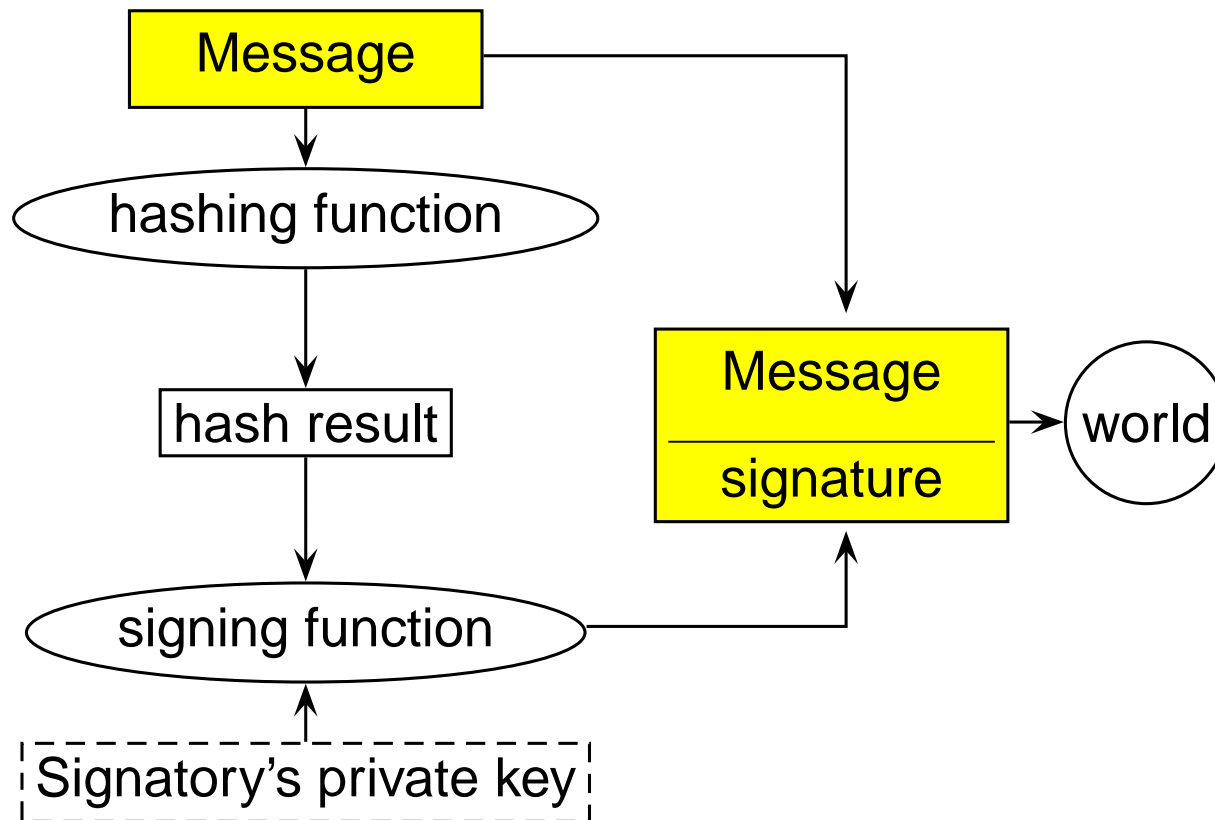 Message
hashing function
hash result
signing function
Signatory’s private key
Message
signature
world